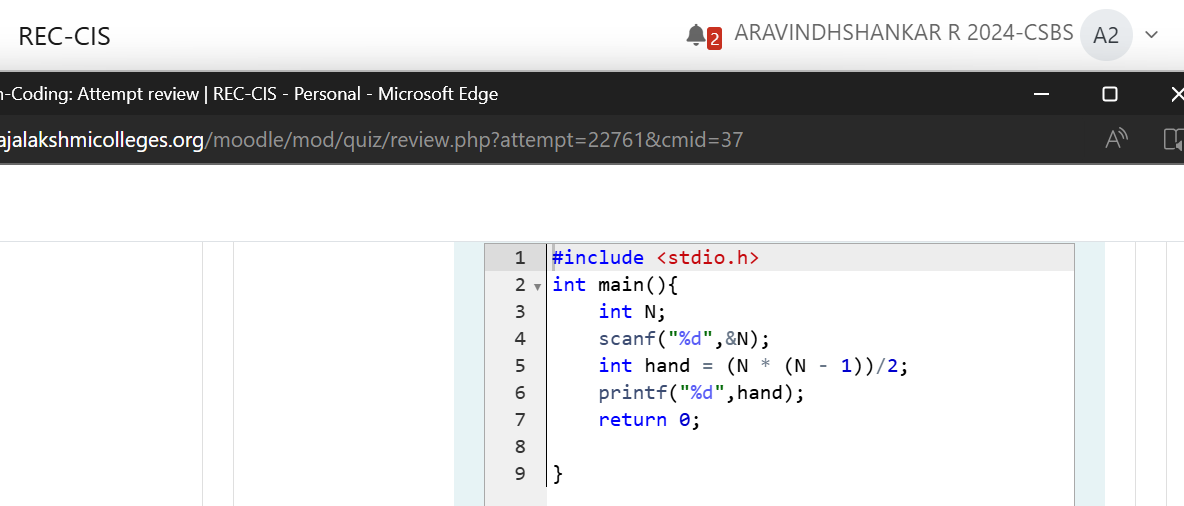 REC-CIS
2 ARAVINDHSHANKAR R 2024-CSBS A2
-Coding: Attempt review | REC-CIS - Personal - Microsoft Edge
ajalakshmicolleges.org/moodle/mod/quiz/review.php?attempt=22761&cmid=37
1 #include <stdio.h>
2 int main(){
3 int N;
4 scanf("%d",&N);
5 int hand = (N * (N - 1))/2;
6 printf("%d",hand);
7 return 0;
8
9 }